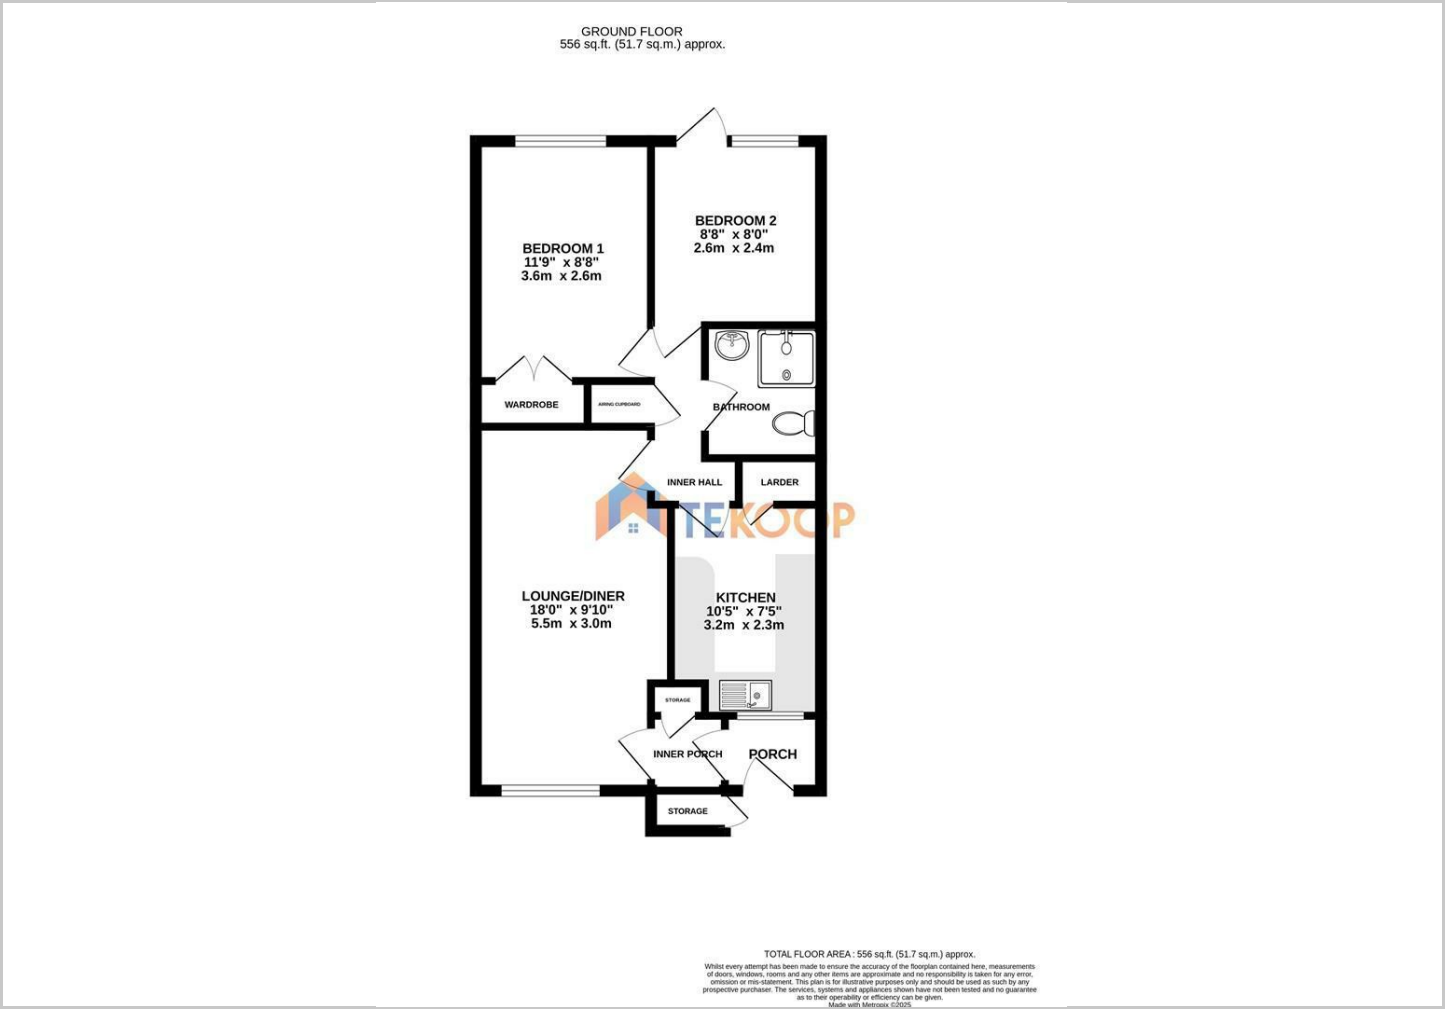 GROUND FLOOR
556 sq.ft. (51.7 sq.m.) approx.
BEDROOM 1
11'9" x 8'8"
3.6m x 2.6m
BEDROOM 2
8'8" x 8'0"
2.6m x 2.4m
WARDROBE
AIRING CUPBOARD
BATHROOM
INNER HALL
LARDER
TEKOOP
LOUNGE/DINER
18'0" x 9'10"
5.5m x 3.0m
KITCHEN
10'5" x 7'5"
3.2m x 2.3m
STORAGE
INNER PORCH
PORCH
STORAGE
TOTAL FLOOR AREA : 556 sq.ft. (51.7 sq.m.) approx.
Whilst every attempt has been made to ensure the accuracy of the floorplan contained here, measurements
of doors, windows, rooms and any other items are approximate and no responsibility is taken for any error,
omission or mis-statement. This plan is for illustrative purposes only and should be used as such by any
prospective purchaser. The services, systems and appliances shown have not been tested and no guarantee
as to their operability or efficiency can be given.
Made with Metropix ©2025